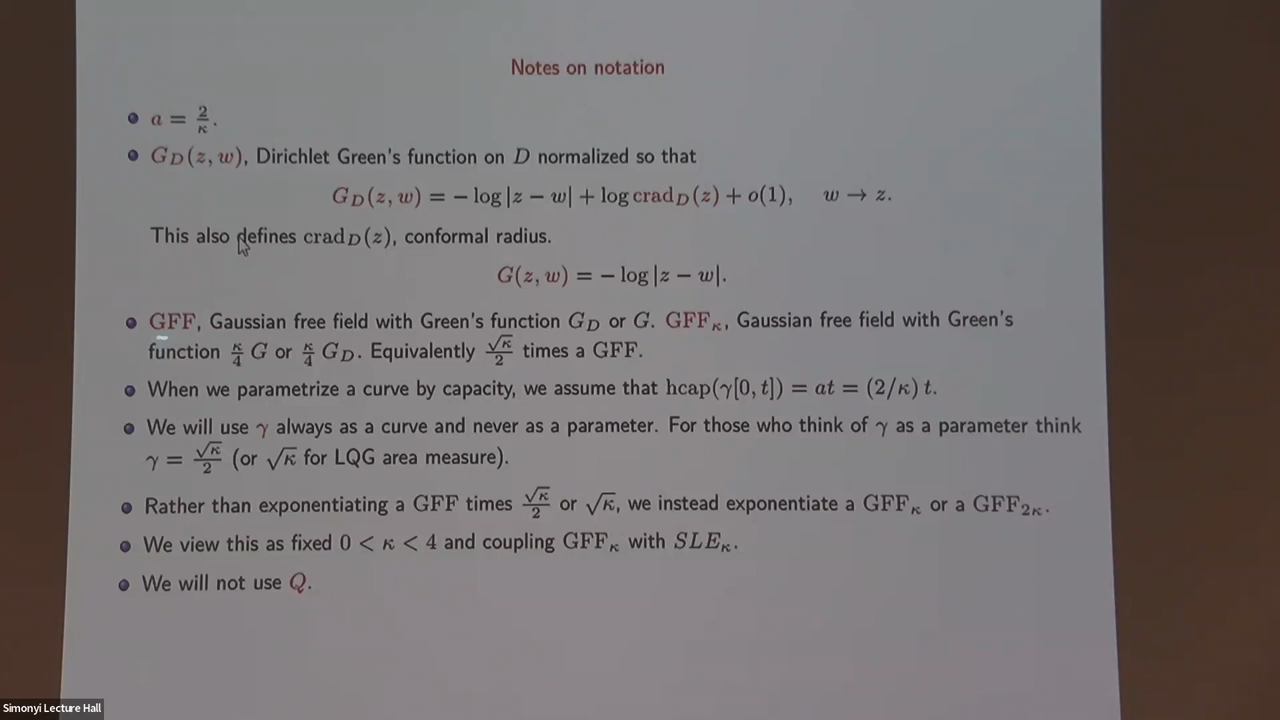 Notes on notation
a = 2/κ.
G_D(z, w), Dirichlet Green's function on D normalized so that
G_D(z, w) = − log |z − w| + log crad_D(z) + o(1), w → z.
This also defines crad_D(z), conformal radius.
G(z, w) = − log |z − w|.
GFF, Gaussian free field with Green's function G_D or G. GFF_κ, Gaussian free field with Green's
function κ/4 G or κ/4 G_D. Equivalently √κ/2 times a GFF.
When we parametrize a curve by capacity, we assume that hcap(γ[0, t]) = at = (2/κ) t.
We will use γ always as a curve and never as a parameter. For those who think of γ as a parameter think
γ = √κ/2 (or √κ for LQG area measure).
Rather than exponentiating a GFF times √κ/2 or √κ, we instead exponentiate a GFF_κ or a GFF_2κ.
We view this as fixed 0 < κ < 4 and coupling GFF_κ with SLE_κ.
We will not use Q.
Simonyi Lecture Hall